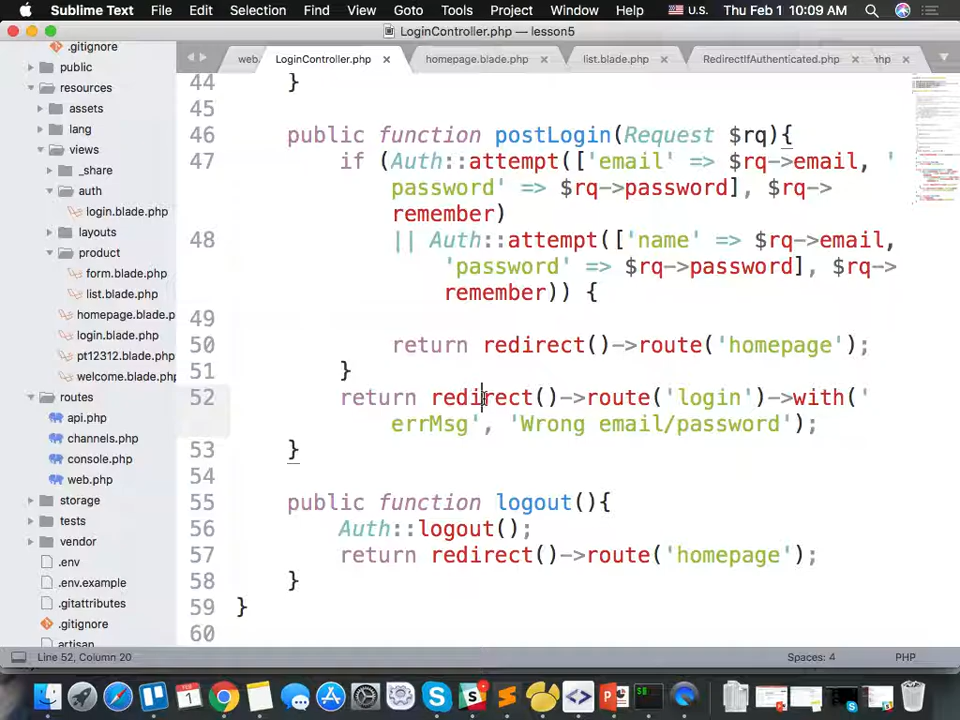 Sublime Text File Edit Selection Find Goto Tools Project Window Help U.S. Thu Feb 1 10:09 AM
LoginController.php — lesson5
.gitignore
public
resources
assets
lang
views
_share
auth
login.blade.php
layouts
product
form.blade.php
list.blade.php
homepage.blade.php
login.blade.php
pt12312.blade.php
welcome.blade.php
routes
api.php
channels.php
console.php
web.php
storage
tests
vendor
.env
.env.example
.gitattributes
.gitignore
artisan
web. LoginController.php homepage.blade.php list.blade.php RedirectIfAuthenticated.php php
44 }
45
46 public function postLogin(Request $rq){
47 if (Auth::attempt(['email' => $rq->email, '
password' => $rq->password], $rq->
remember)
48 || Auth::attempt(['name' => $rq->email,
'password' => $rq->password], $rq->
remember)) {
49
50 return redirect()->route('homepage');
51 }
52 return redirect()->route('login')->with('
errMsg', 'Wrong email/password');
53 }
54
55 public function logout(){
56 Auth::logout();
57 return redirect()->route('homepage');
58 }
59 }
60
Line 52, Column 20 Spaces: 4 PHP